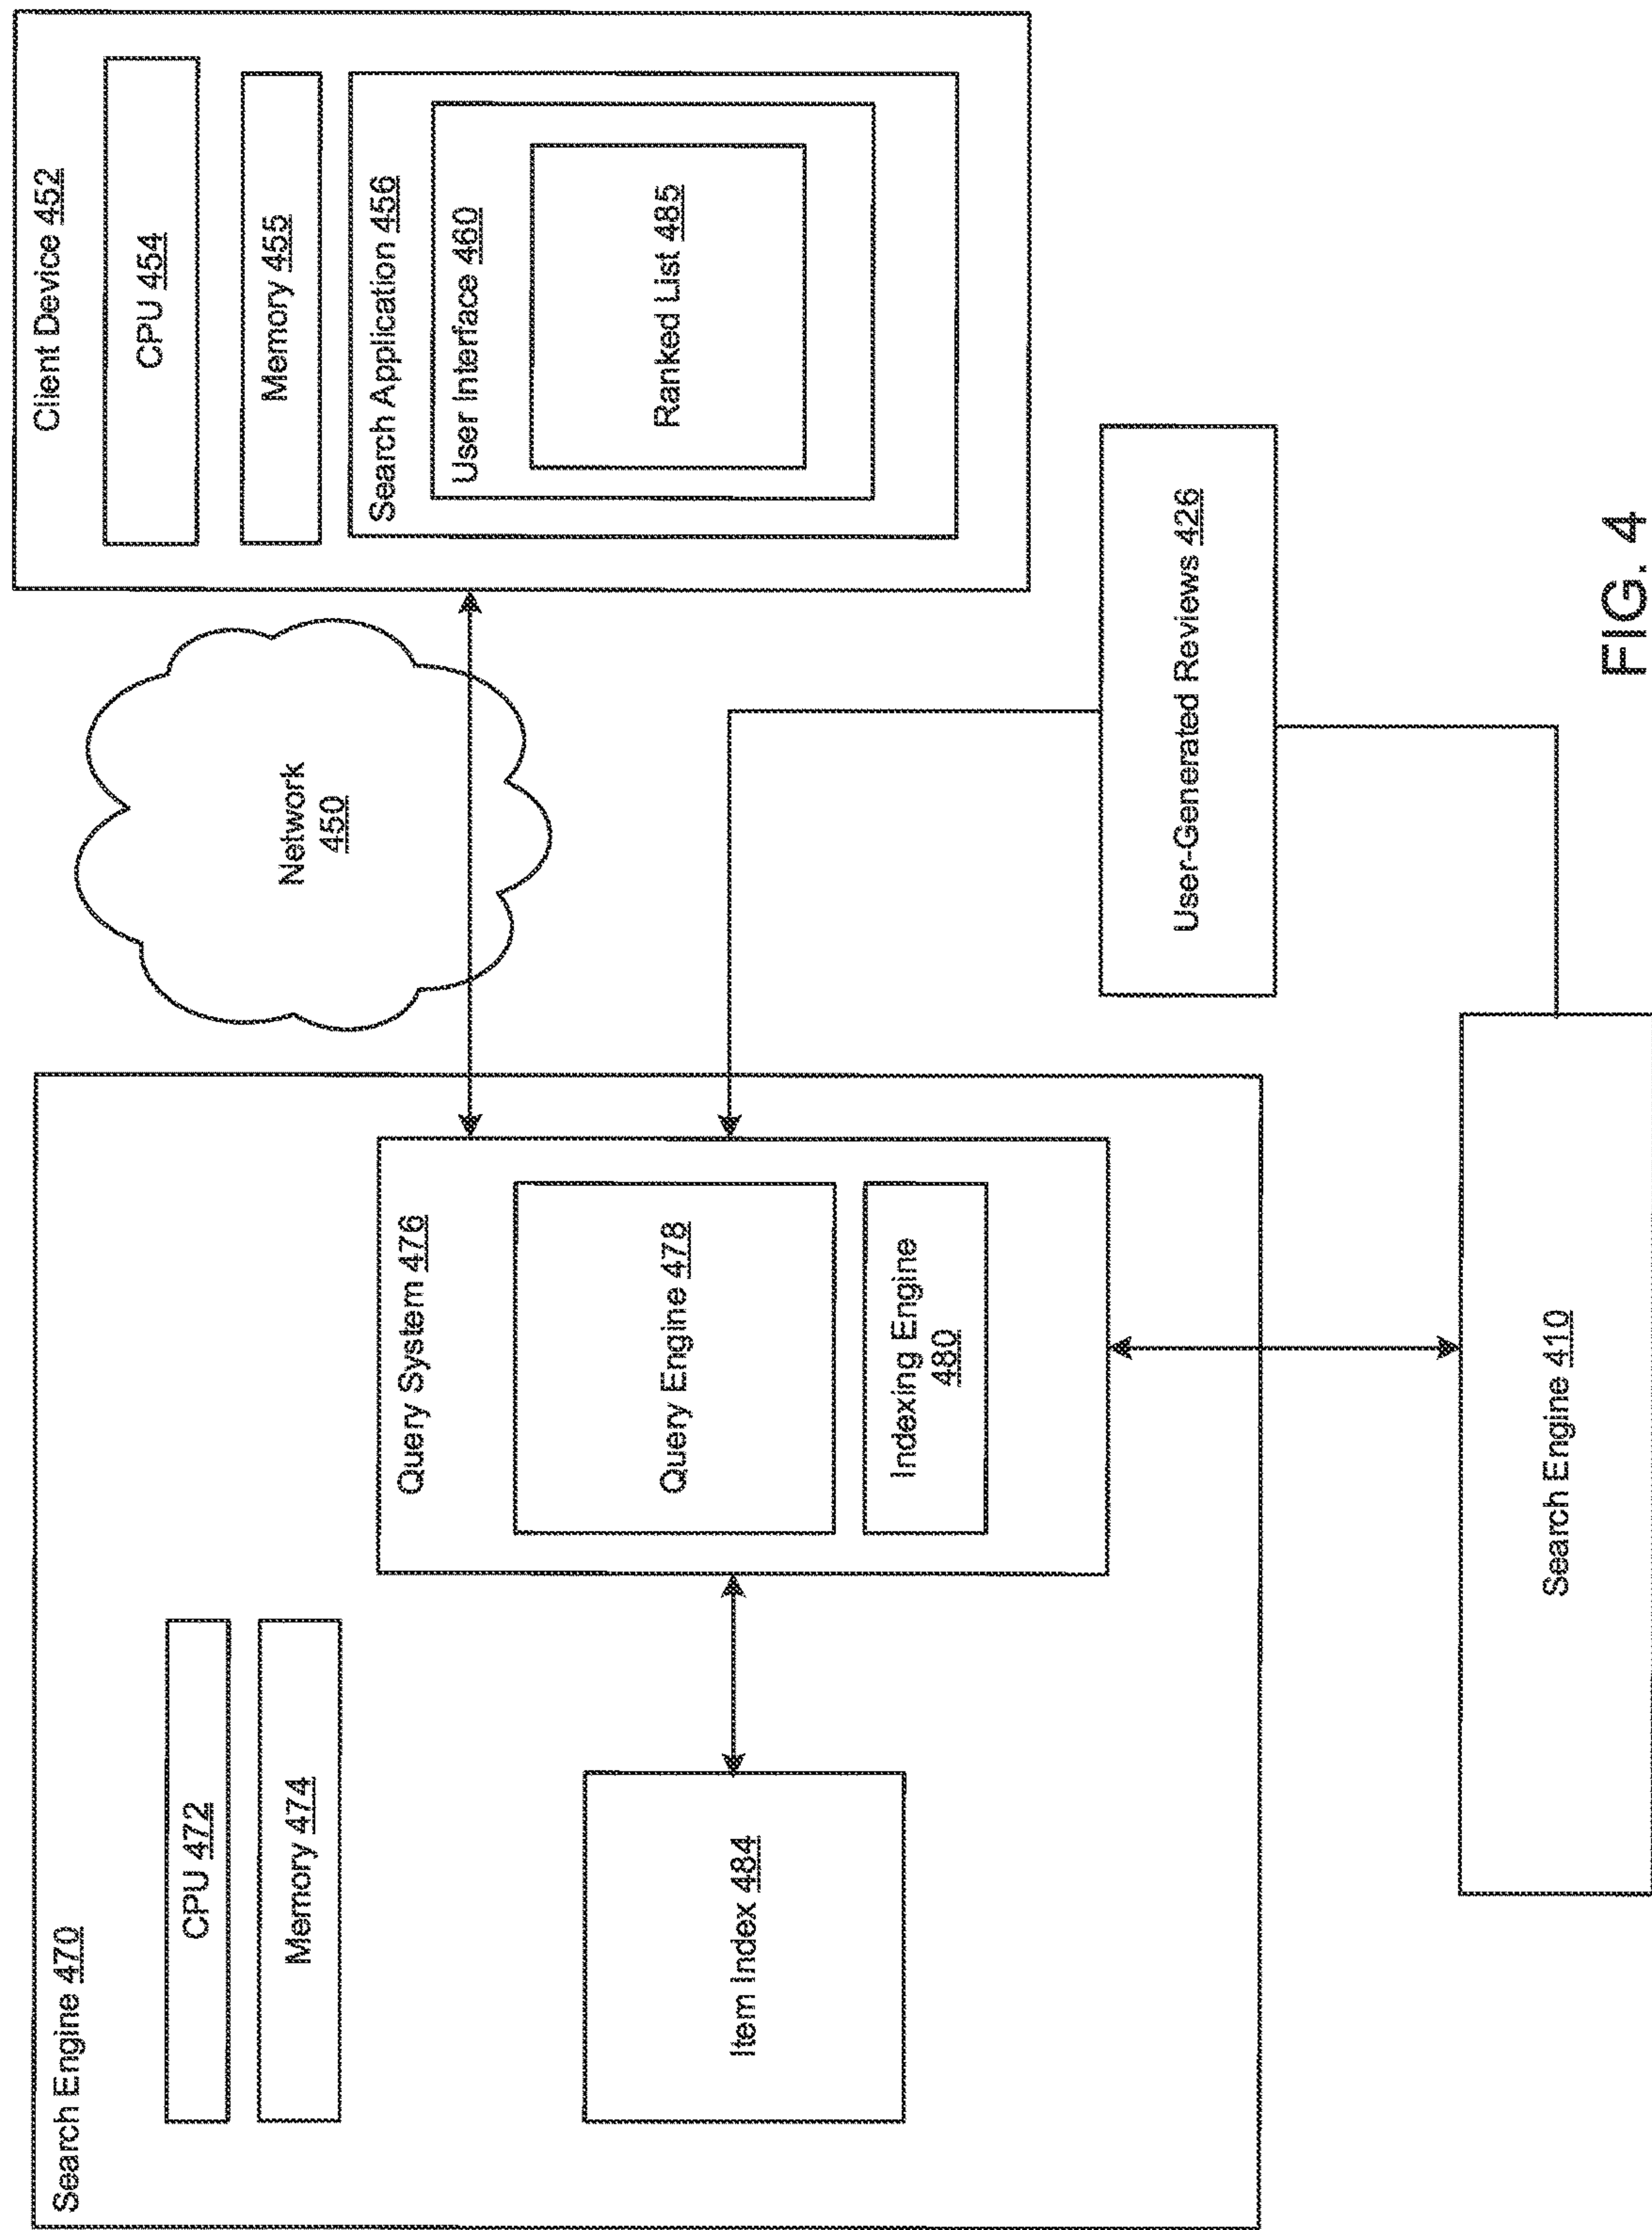 Search Engine 470
CPU 472
Memory 474
Item Index 484
Query System 476
Query Engine 478
Indexing Engine
480
Network
450
Client Device 452
CPU 454
Memory 455
Search Application 456
User Interface 460
Ranked List 485
User-Generated Reviews 426
Search Engine 410
FIG. 4